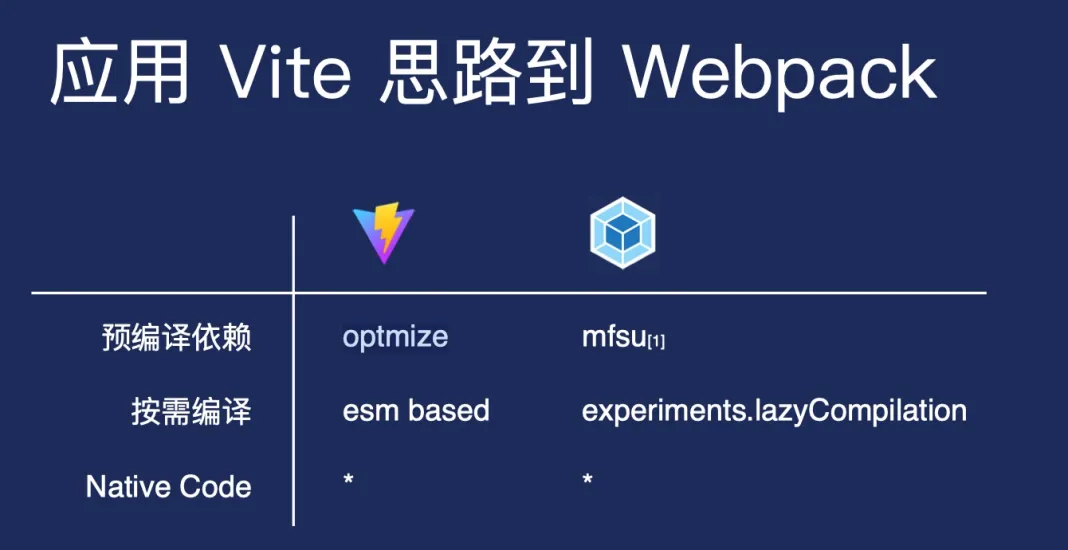 应用 Vite 思路到 Webpack
预编译依赖 optmize mfsu[1]
按需编译 esm based experiments.lazyCompilation
Native Code * *